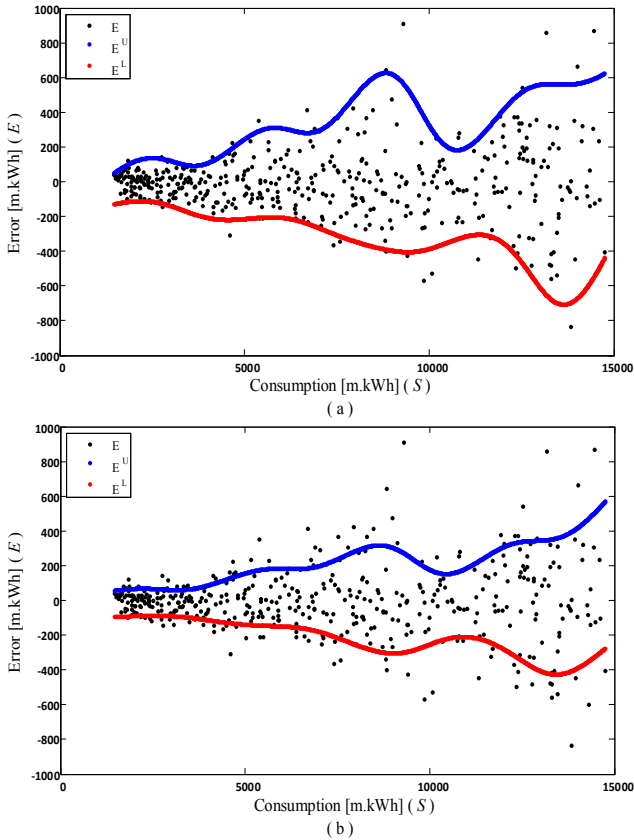 1000
800
600
400
200
0
-200
-400
-600
-800
-1000
Error [m.kWh] ( E )
E
E U
E L
0 5000 10000 15000
Consumption [m.kWh] ( S )
( a )
1000
800
600
400
200
0
-200
-400
-600
-800
-1000
Error [m.kWh] ( E )
E
E U
E L
0 5000 10000 15000
Consumption [m.kWh] ( S )
( b )